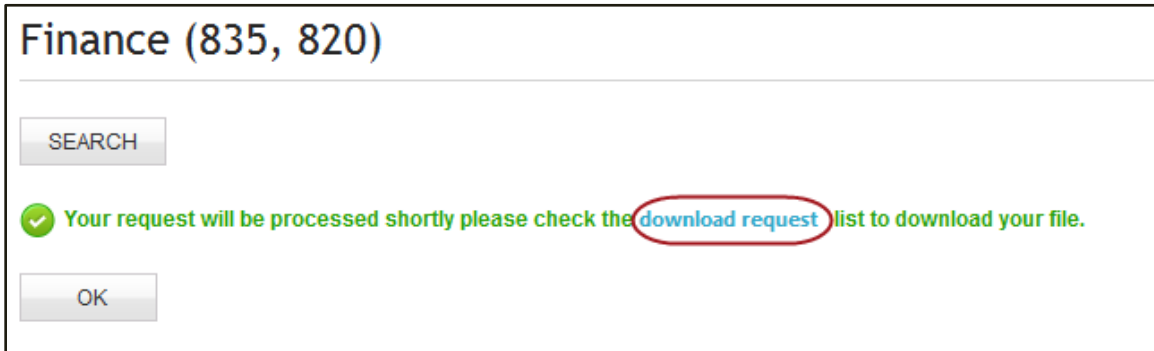 Finance (835, 820)
SEARCH
Your request will be processed shortly please check the download request list to download your file.
OK